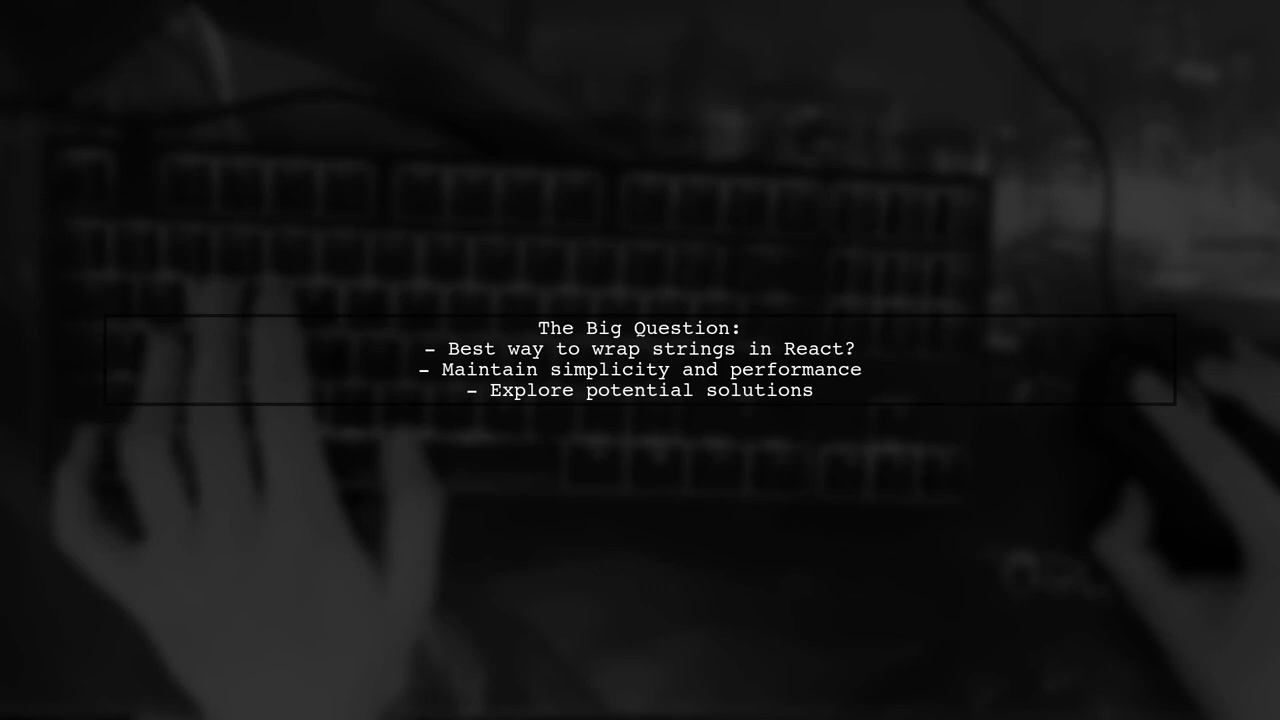 The Big Question:
– Best way to wrap strings in React?
– Maintain simplicity and performance
– Explore potential solutions